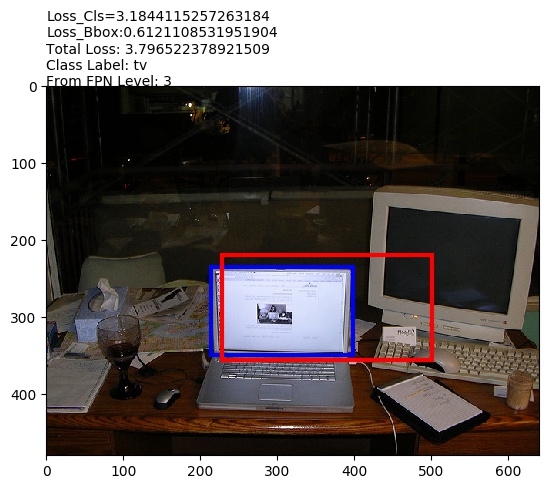 Loss_Cls=3.1844115257263184
Loss_Bbox:0.6121108531951904
Total Loss: 3.796522378921509
Class Label: tv
From FPN Level: 3
0
100
200
300
400
0
100
200
300
400
500
600